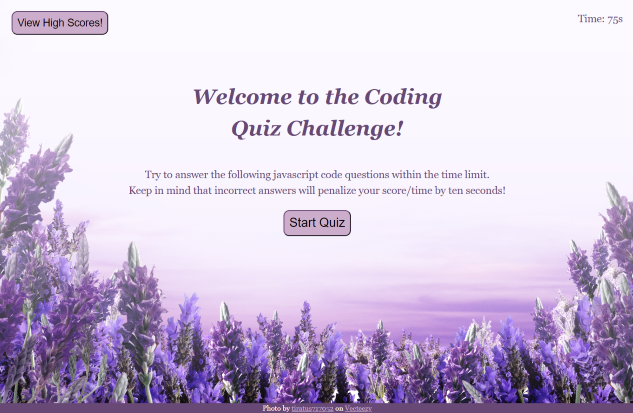 View High Scores!
Time: 75s
Welcome to the Coding
Quiz Challenge!
Try to answer the following javascript code questions within the time limit.
Keep in mind that incorrect answers will penalize your score/time by ten seconds!
Start Quiz
Photo by on Vecteezy